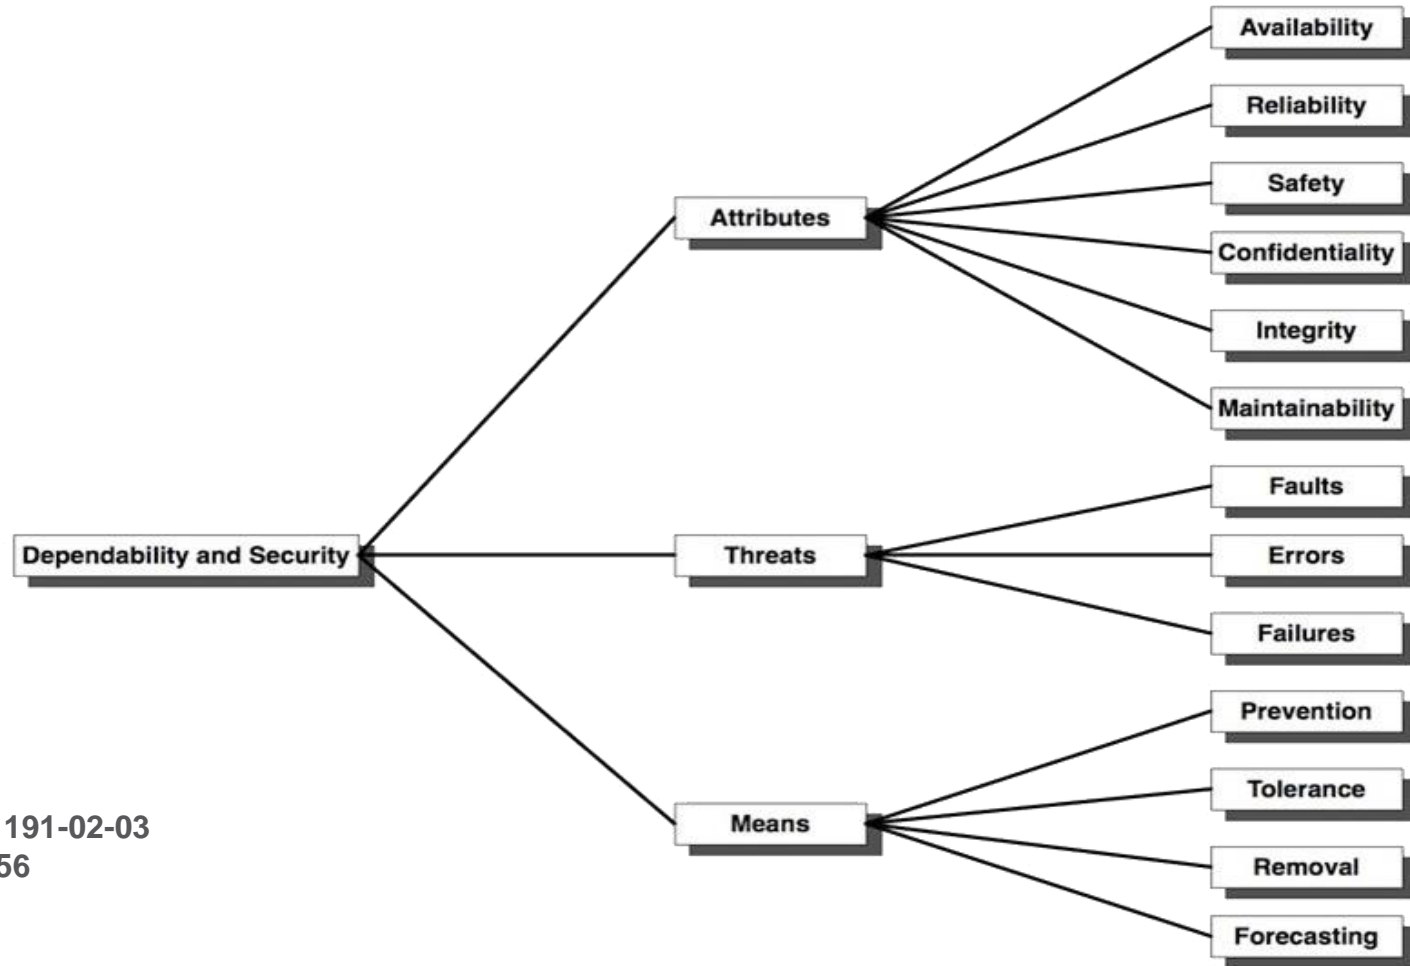 Availability
Reliability
Safety
Attributes
Confidentiality
Integrity
Maintainability
Faults
Dependability and Security
Threats
Errors
Failures
Prevention
Tolerance
Means
Removal
Forecasting
191-02-03
56